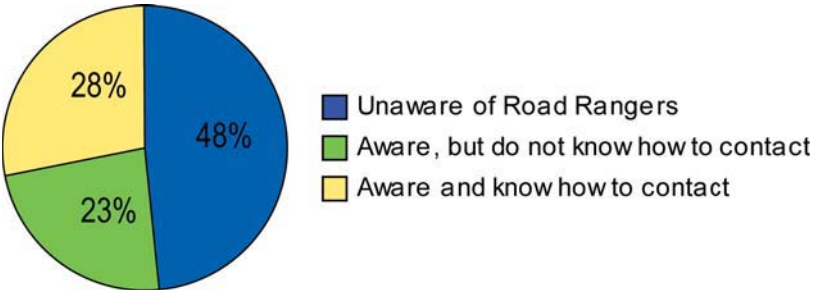 28%
48%
23%
Unaware of Road Rangers
Aware, but do not know how to contact
Aware and know how to contact